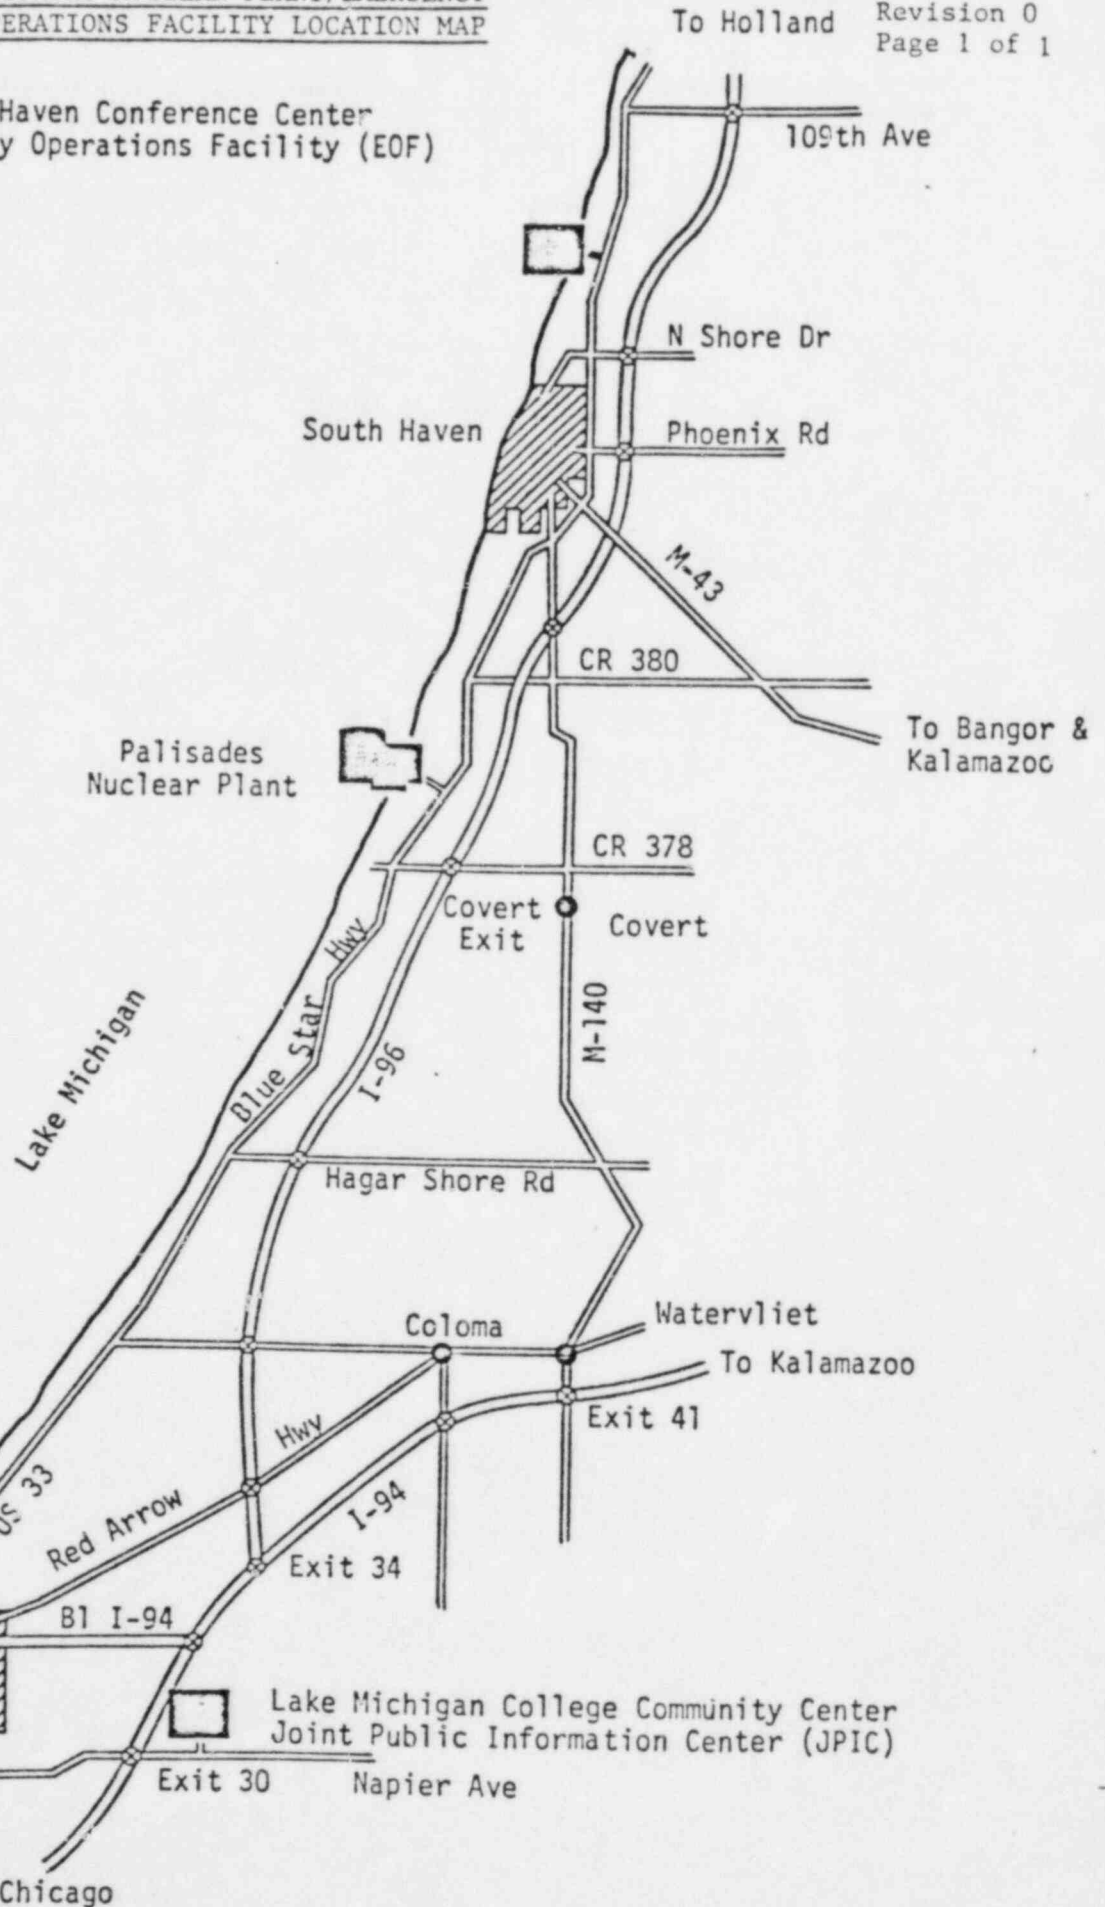 ERATIONS FACILITY LOCATION MAP
Revision 0
Page 1 of 1
To Holland
Haven Conference Center
y Operations Facility (EOF)
109th Ave
N Shore Dr
South Haven
Phoenix Rd
M-43
CR 380
To Bangor &
Kalamazoo
Palisades
Nuclear Plant
CR 378
Covert
Exit
Covert
Blue Star Hwy
Lake Michigan
I-96
M-140
Hagar Shore Rd
Coloma
Watervliet
To Kalamazoo
Exit 41
US 33
Red Arrow Hwy
I-94
Exit 34
Bl I-94
Lake Michigan College Community Center
Joint Public Information Center (JPIC)
Exit 30
Napier Ave
Chicago